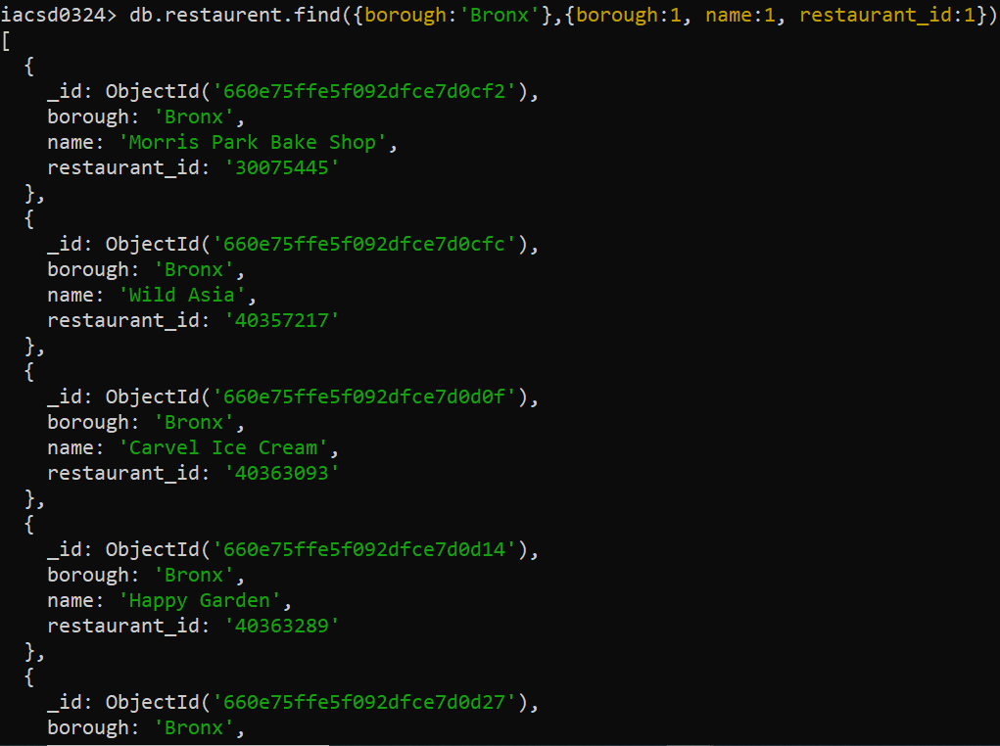 iacsd0324> db.restaurent.find({borough:'Bronx'},{borough:1, name:1, restaurant_id:1})
[
  {
    _id: ObjectId('660e75ffe5f092dfce7d0cf2'),
    borough: 'Bronx',
    name: 'Morris Park Bake Shop',
    restaurant_id: '30075445'
  },
  {
    _id: ObjectId('660e75ffe5f092dfce7d0cfc'),
    borough: 'Bronx',
    name: 'Wild Asia',
    restaurant_id: '40357217'
  },
  {
    _id: ObjectId('660e75ffe5f092dfce7d0d0f'),
    borough: 'Bronx',
    name: 'Carvel Ice Cream',
    restaurant_id: '40363093'
  },
  {
    _id: ObjectId('660e75ffe5f092dfce7d0d14'),
    borough: 'Bronx',
    name: 'Happy Garden',
    restaurant_id: '40363289'
  },
  {
    _id: ObjectId('660e75ffe5f092dfce7d0d27'),
    borough: 'Bronx',